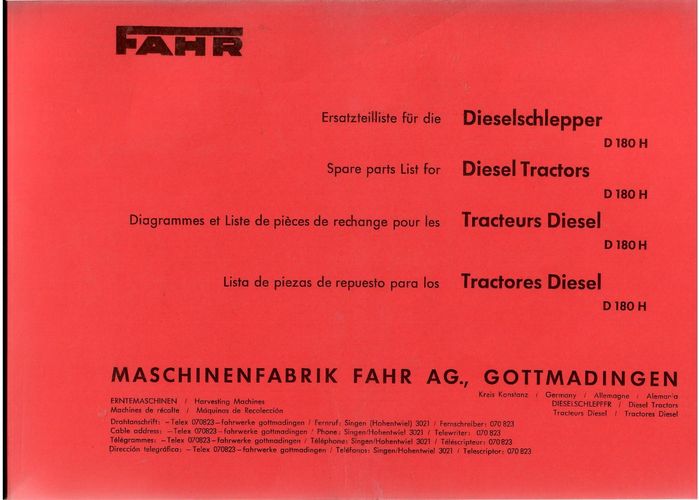 FAHR
Ersatzteilliste für die Dieselschlepper
D 180 H
Spare parts List for Diesel Tractors
D 180 H
Diagrammes et Liste de pièces de rechange pour les Tracteurs Diesel
D 180 H
Lista de piezas de repuesto para los Tractores Diesel
D 180 H
MASCHINENFABRIK FAHR AG., GOTTMADINGEN
Kreis Konstanz / Germany / Allemagne / Alemania
ERNTEMASCHINEN / Harvesting Machines
DIESELSCHLEPPER / Diesel Tractors
Machines de récolte / Máquinas de Recolección
Tracteurs Diesel / Tractores Diesel
Drahtanschrift: – Telex 070823 – fahrwerke gottmadingen / Fernruf: Singen (Hohentwiel) 3021 / Fernschreiber: 070 823
Cable address: – Telex 070823 – fahrwerke gottmadingen / Phone: Singen/Hohentwiel 3021 / Telewriter: 070 823
Télégrammes: – Telex 070823 – fahrwerke gottmadingen / Téléphone: Singen/Hohentwiel 3021 / Téléscripteur: 070 823
Dirección telegráfica: – Telex 070823 – fahrwerke gottmadingen / Teléfono: Singen/Hohentwiel 3021 / Telescriptor: 070 823